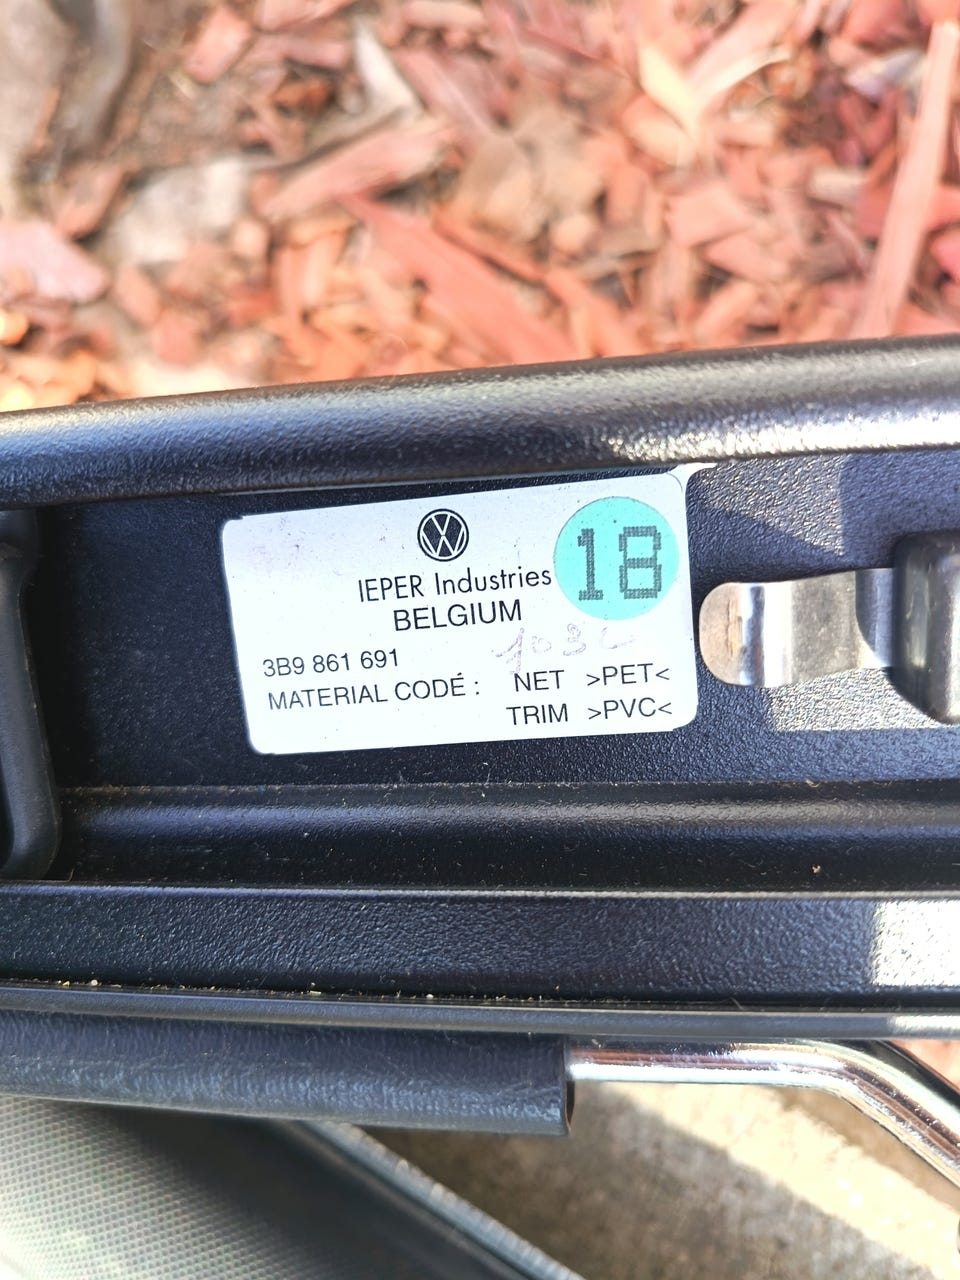 18
IEPER Industries
BELGIUM
3B9 861 691
MATERIAL CODÉ : NET >PET<
TRIM >PVC<